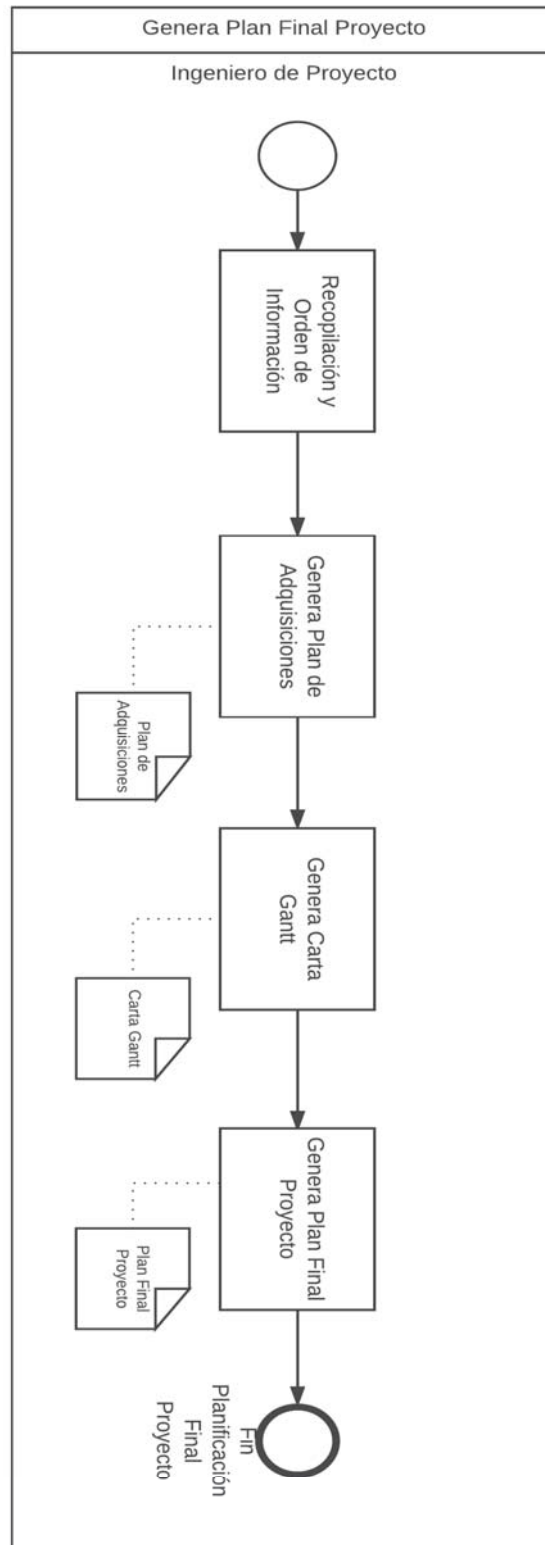 Genera Plan Final Proyecto
Ingeniero de Proyecto
Recopilación y
Orden de
Información
Genera Plan de
Adquisiciones
Plan de
Adquisiciones
Genera Carta
Gantt
Carta Gantt
Genera Plan Final
Proyecto
Plan Final
Proyecto
Fin
Planificación
Final
Proyecto